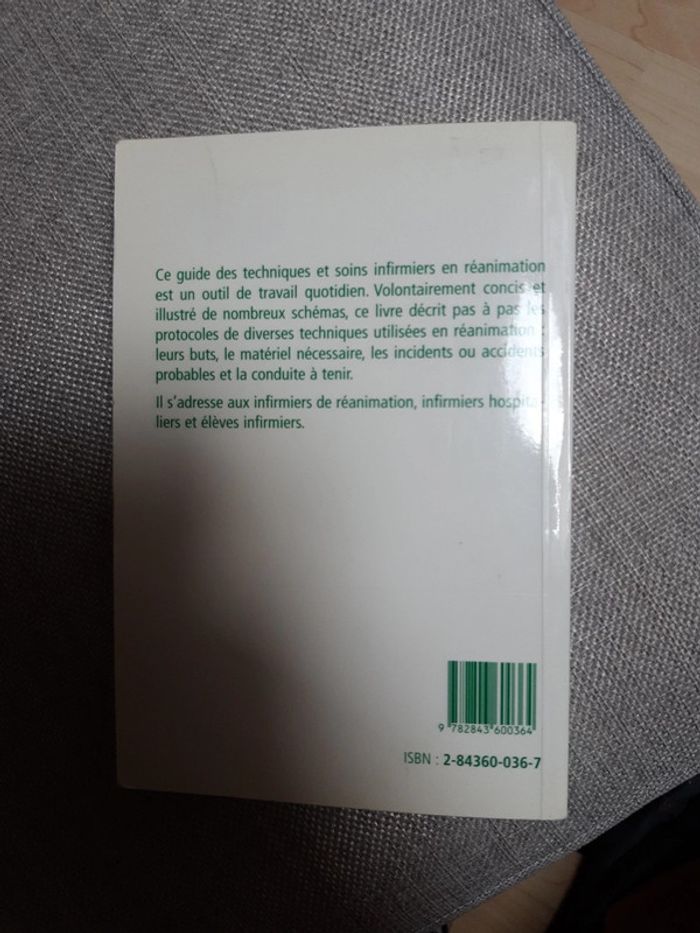 Ce guide des techniques et soins infirmiers en réanimation
est un outil de travail quotidien. Volontairement concis et
illustré de nombreux schémas, ce livre décrit pas à pas les
protocoles de diverses techniques utilisées en réanimation :
leurs buts, le matériel nécessaire, les incidents ou accidents
probables et la conduite à tenir.
Il s'adresse aux infirmiers de réanimation, infirmiers hospita-
liers et élèves infirmiers.
9 782843 600364
ISBN : 2-84360-036-7